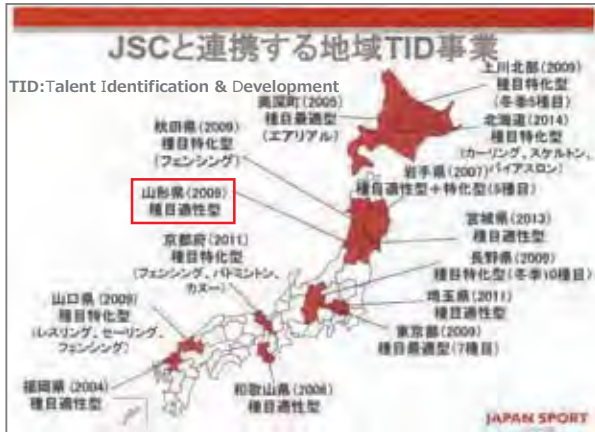 JSCと連携する地域TID事業
TID:Talent Identification & Development
上川北部(2009)
種目特化型
(冬季5種目)
美深町(2005)
種目最適型
(エアリアル)
北海道(2014)
種目特化型
(カーリング、スケルトン、
バイアスロン)
秋田県(2009)
種目特化型
(フェンシング)
岩手県(2007)
種目適性型+特化型(5種目)
山形県(2009)
種目適性型
宮城県(2013)
種目適性型
京都府(2011)
種目特化型
(フェンシング、バドミントン、
カヌー)
長野県(2009)
種目特化型(冬季10種目)
埼玉県(2011)
種目適性型
山口県(2009)
種目特化型
(レスリング、セーリング、
フェンシング)
東京都(2009)
種目最適型(7種目)
福岡県(2004)
種目適性型
和歌山県(2006)
種目適性型
JAPAN SPORT